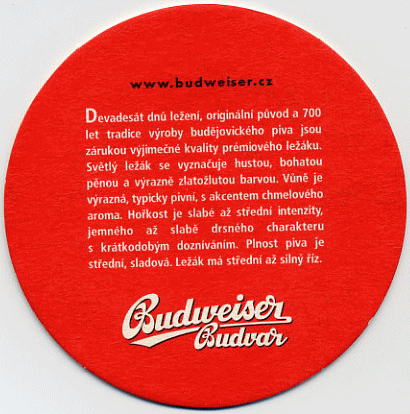 www.budweiser.cz
Devadesát dnů ležení, originální původ a 700
let tradice výroby budějovického piva jsou
zárukou výjimečné kvality prémiového ležáku.
Světlý ležák se vyznačuje hustou, bohatou
pěnou a výrazně zlatožlutou barvou. Vůně je
výrazná, typicky pivní, s akcentem chmelového
aroma. Hořkost je slabé až střední intenzity,
jemného až slabě drsného charakteru
s krátkodobým dozníváním. Plnost piva je
střední, sladová. Ležák má střední až silný říz.
Budweiser
Budvar